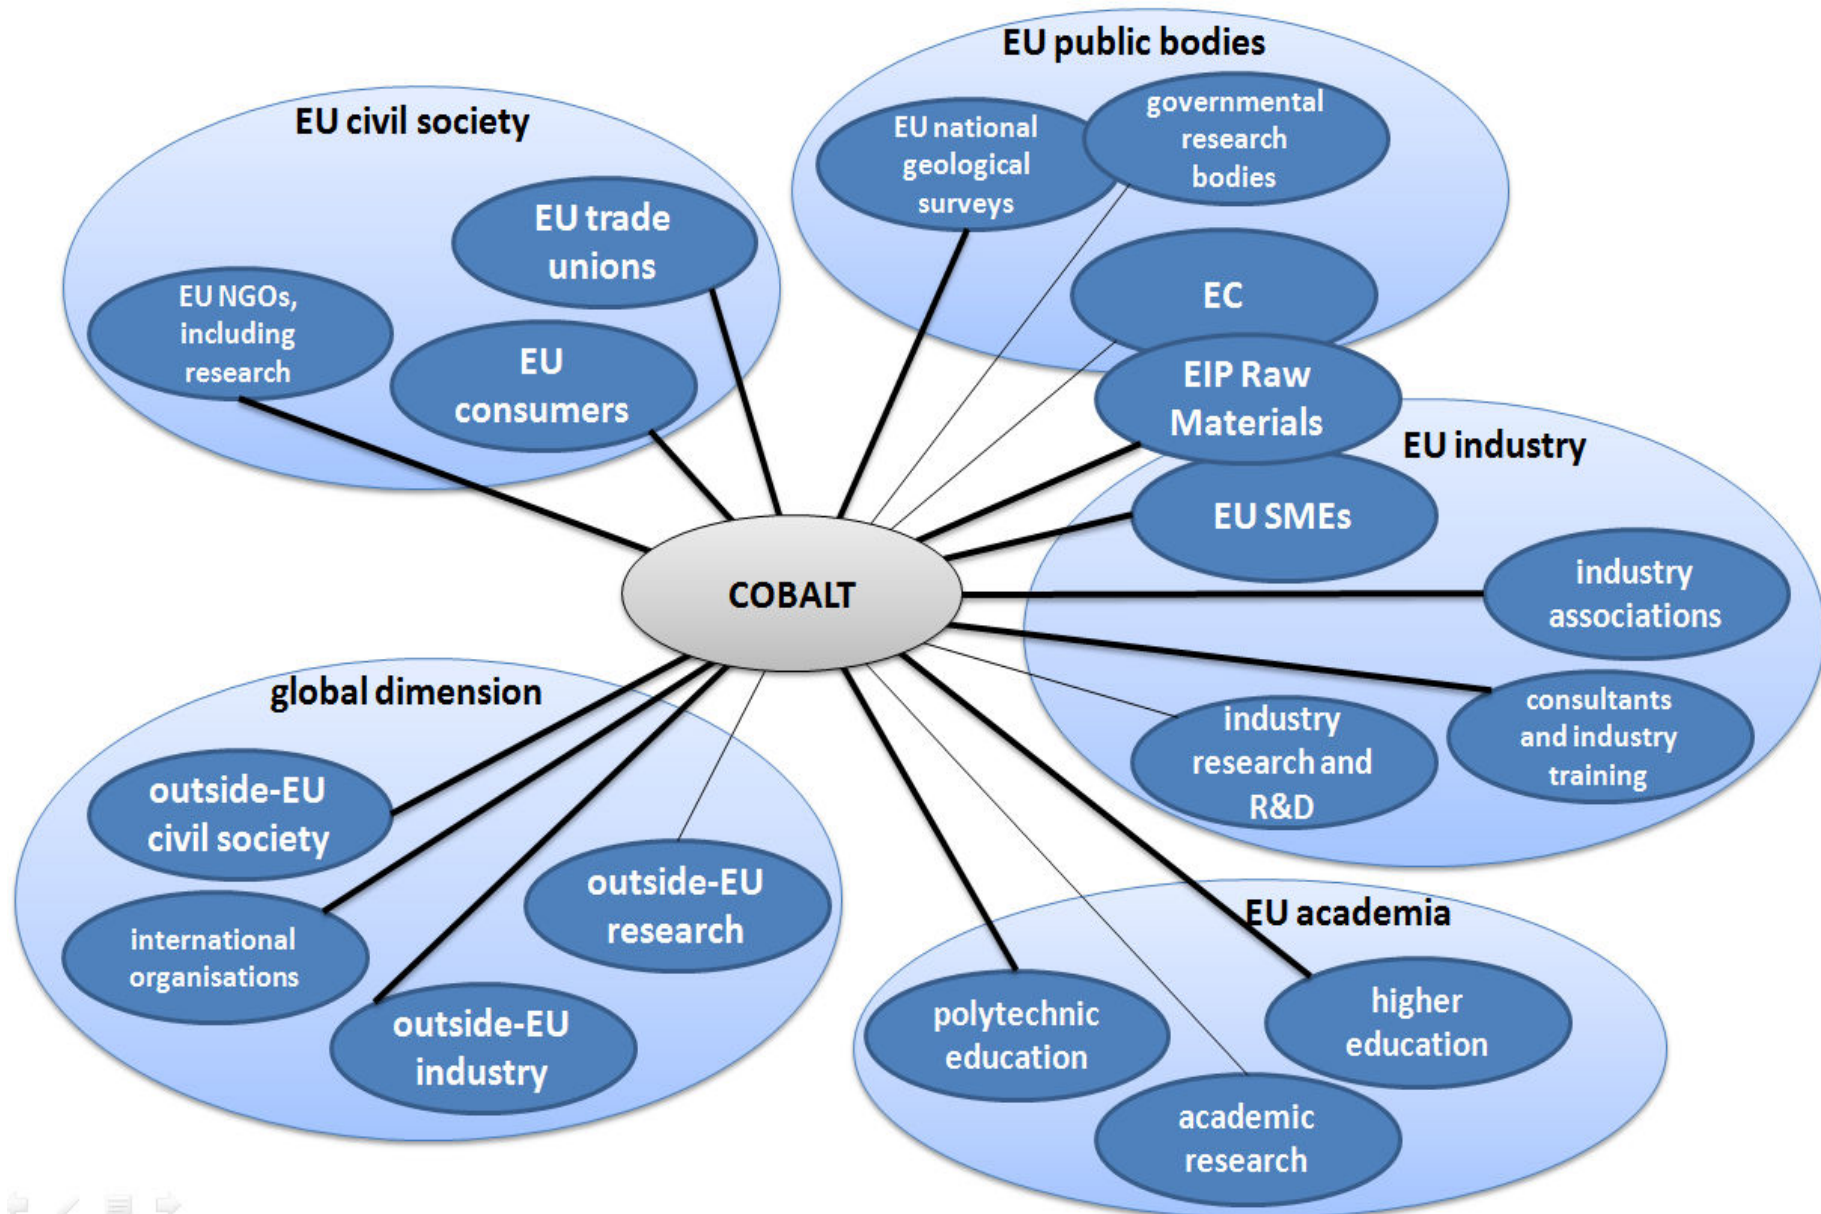 EU public bodies
EU national
geological
surveys
governmental
research
bodies
EC
EIP Raw
Materials
EU civil society
EU trade
unions
EU NGOs,
including
research
EU
consumers
EU industry
EU SMEs
industry
associations
consultants
and industry
training
industry
research and
R&D
COBALT
global dimension
outside-EU
civil society
international
organisations
outside-EU
industry
outside-EU
research
EU academia
polytechnic
education
higher
education
academic
research